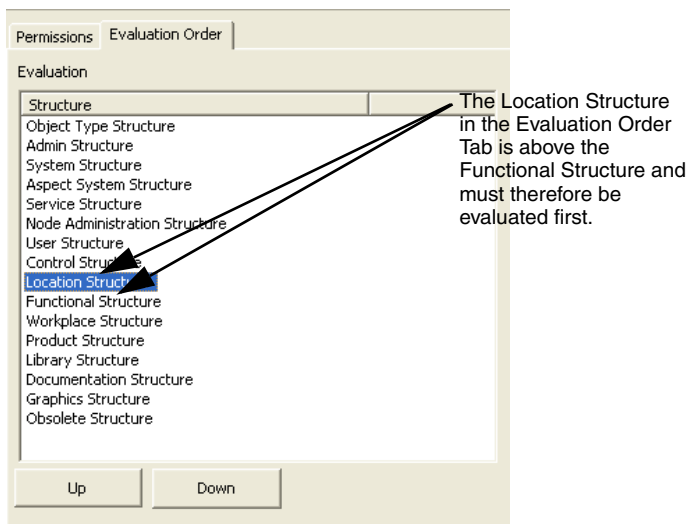 Permissions
Evaluation Order
Evaluation
Structure
Object Type Structure
Admin Structure
System Structure
Aspect System Structure
Service Structure
Node Administration Structure
User Structure
Control Structure
Location Structure
Functional Structure
Workplace Structure
Product Structure
Library Structure
Documentation Structure
Graphics Structure
Obsolete Structure
Up
Down
The Location Structure
in the Evaluation Order
Tab is above the
Functional Structure and
must therefore be
evaluated first.